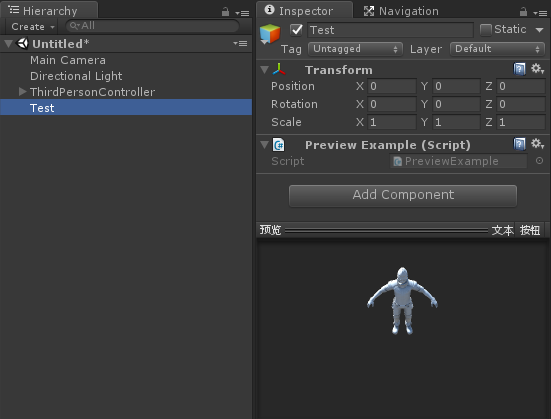 Hierarchy
Create
All
Untitled*
Main Camera
Directional Light
ThirdPersonController
Test
Inspector
Navigation
Test
Static
Tag Untagged Layer Default
Transform
Position X 0 Y 0 Z 0
Rotation X 0 Y 0 Z 0
Scale X 1 Y 1 Z 1
Preview Example (Script)
Script PreviewExample
Add Component
预览 文本 按钮